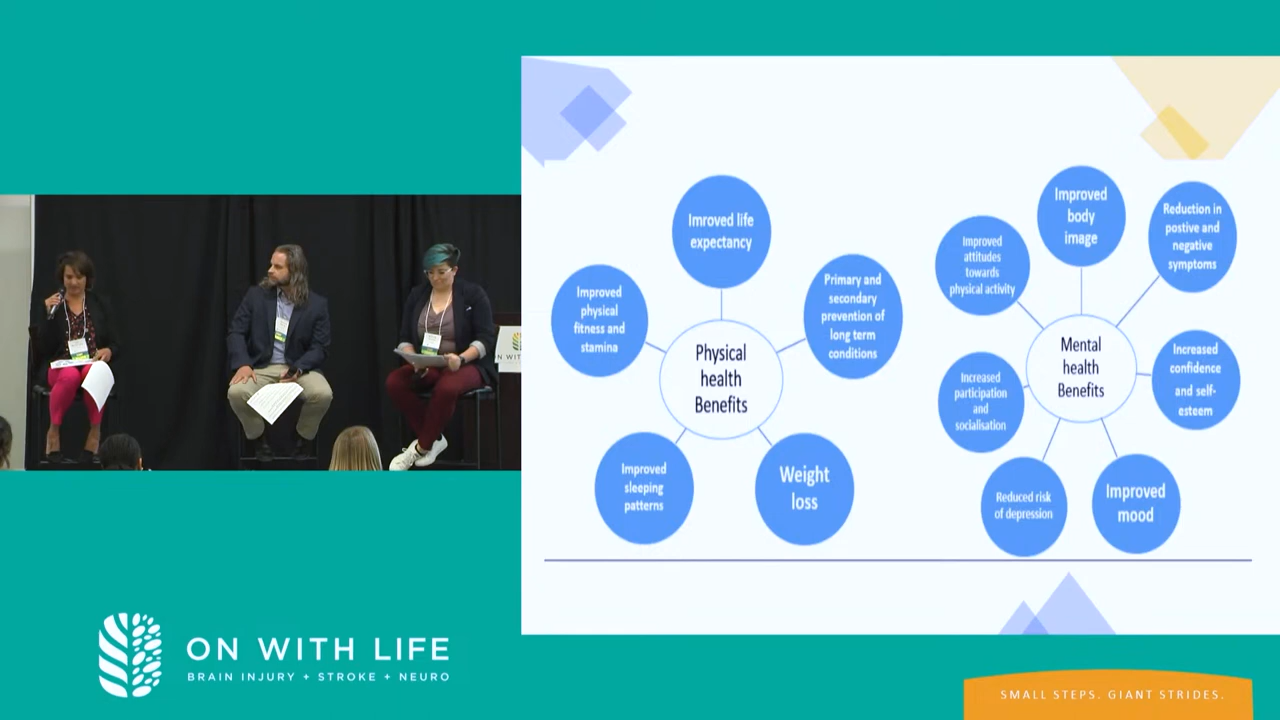 Imroved life
expectancy
Improved
physical
fitness and
stamina
Primary and
secondary
prevention of
long term
conditions
Physical
health
Benefits
Improved
sleeping
patterns
Weight
loss
Improved
body
image
Reduction in
postive and
negative
symptoms
Improved
attitudes
towards
physical activity
Mental
health
Benefits
Increased
confidence
and self-
esteem
Increased
participation
and
socialisation
Reduced risk
of depression
Improved
mood
ON WITH LIFE
BRAIN INJURY + STROKE + NEURO
SMALL STEPS. GIANT STRIDES.